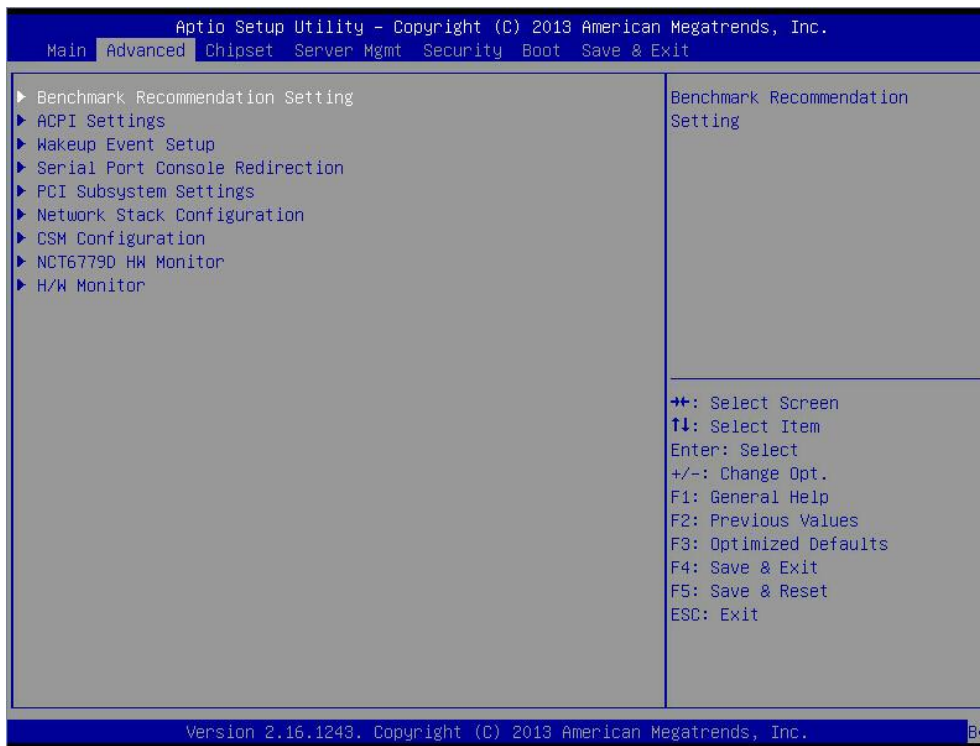 Aptio Setup Utility – Copyright (C) 2013 American Megatrends, Inc.
Main Advanced Chipset Server Mgmt Security Boot Save & Exit
▶ Benchmark Recommendation Setting
▶ ACPI Settings
▶ Wakeup Event Setup
▶ Serial Port Console Redirection
▶ PCI Subsystem Settings
▶ Network Stack Configuration
▶ CSM Configuration
▶ NCT6779D HW Monitor
▶ H/W Monitor
Benchmark Recommendation
Setting
→←: Select Screen
↑↓: Select Item
Enter: Select
+/-: Change Opt.
F1: General Help
F2: Previous Values
F3: Optimized Defaults
F4: Save & Exit
F5: Save & Reset
ESC: Exit
Version 2.16.1243. Copyright (C) 2013 American Megatrends, Inc.